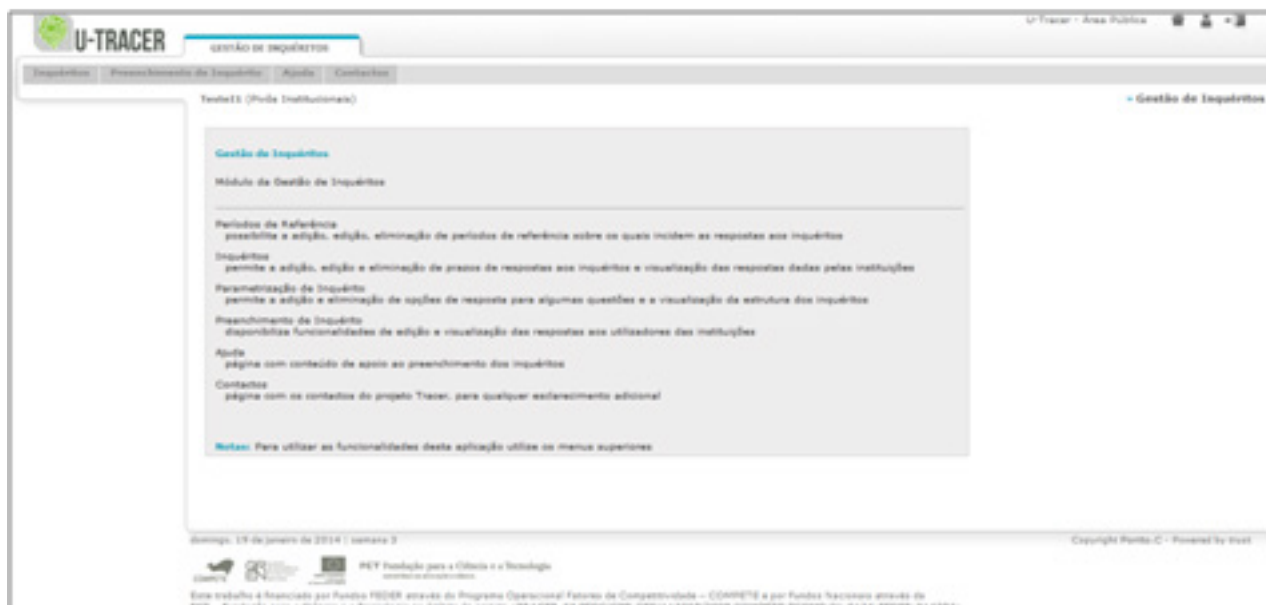 U-Tracer - Área Pública
U-TRACER
GESTÃO DE INQUÉRITOS
Inquéritos Preenchimento de Inquérito Ajuda Contactos
Teste11 (Pivôs Institucionais)
» Gestão de Inquéritos
Gestão de Inquéritos
Módulo da Gestão de Inquéritos
Períodos de Referência
possibilita a adição, edição, eliminação de períodos de referência sobre os quais incidem as respostas aos inquéritos
Inquéritos
permite a adição, edição e eliminação de prazos de respostas aos inquéritos e visualização das respostas dadas pelas instituições
Parametrização de Inquérito
permite a adição e eliminação de opções de resposta para algumas questões e a visualização da estrutura dos inquéritos
Preenchimento de Inquérito
disponibiliza funcionalidades de edição e visualização das respostas aos utilizadores das instituições
Ajuda
página com conteúdo de apoio ao preenchimento dos inquéritos
Contactos
página com os contactos do projeto Tracer, para qualquer esclarecimento adicional
Notas: Para utilizar as funcionalidades desta aplicação utilize os menus superiores
domingo, 19 de janeiro de 2014 | semana 3
Copyright Ponto.C - Powered by trust
COMPETE
FCT Fundação para a Ciência e a Tecnologia
Este trabalho é financiado por Fundos FEDER através do Programa Operacional Fatores de Competitividade – COMPETE e por Fundos Nacionais através da